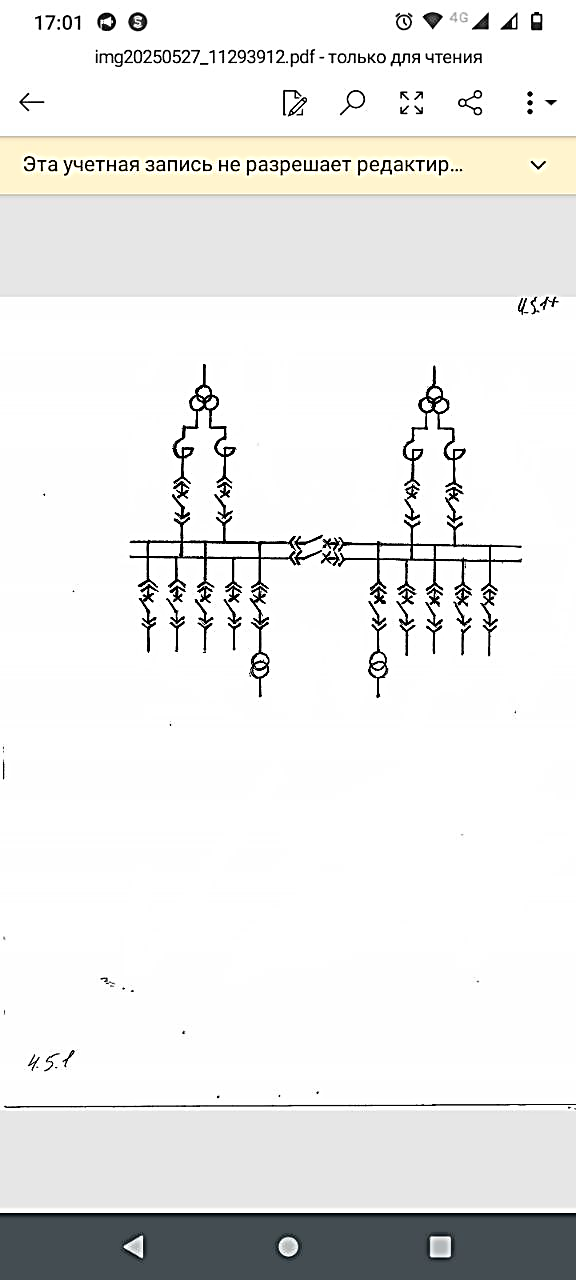 17:01 S 4G
img20250527_11293912.pdf - только для чтения
Эта учетная запись не разрешает редактир...
4.5.1